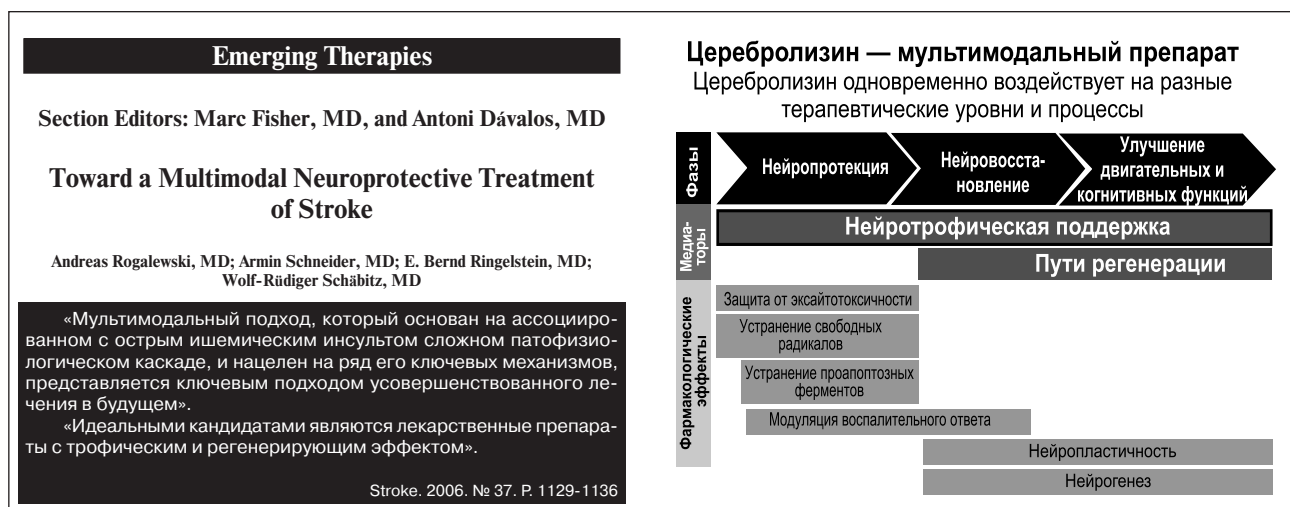 Emerging Therapies
Section Editors: Marc Fisher, MD, and Antoni Dávalos, MD
Toward a Multimodal Neuroprotective Treatment
of Stroke
Andreas Rogalewski, MD; Armin Schneider, MD; E. Bernd Ringelstein, MD;
Wolf-Rüdiger Schäbitz, MD
«Мультимодальный подход, который основан на ассоцииро-
ванном с острым ишемическим инсультом сложном патофизио-
логическом каскаде, и нацелен на ряд его ключевых механизмов,
представляется ключевым подходом усовершенствованного ле-
чения в будущем».
«Идеальными кандидатами являются лекарственные препара-
ты с трофическим и регенерирующим эффектом».
Stroke. 2006. № 37. P. 1129-1136
Церебролизин — мультимодальный препарат
Церебролизин одновременно воздействует на разные
терапевтические уровни и процессы
Фазы
Нейропротекция
Нейровосста-
новление
Улучшение
двигательных и
когнитивных функций
Медиа-
торы
Нейротрофическая поддержка
Пути регенерации
Фармакологические
эффекты
Защита от эксайтотоксичности
Устранение свободных
радикалов
Устранение проапоптозных
ферментов
Модуляция воспалительного ответа
Нейропластичность
Нейрогенез